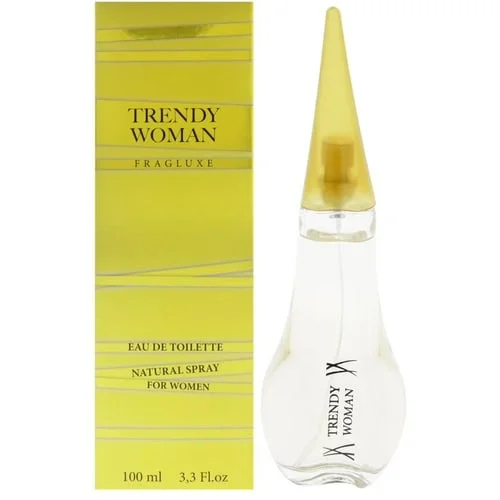 TRENDY
WOMAN
FRAGLUXE
EAU DE TOILETTE
NATURAL SPRAY
FOR WOMEN
100 ml 3,3 Fl.oz
TRENDY
WOMAN